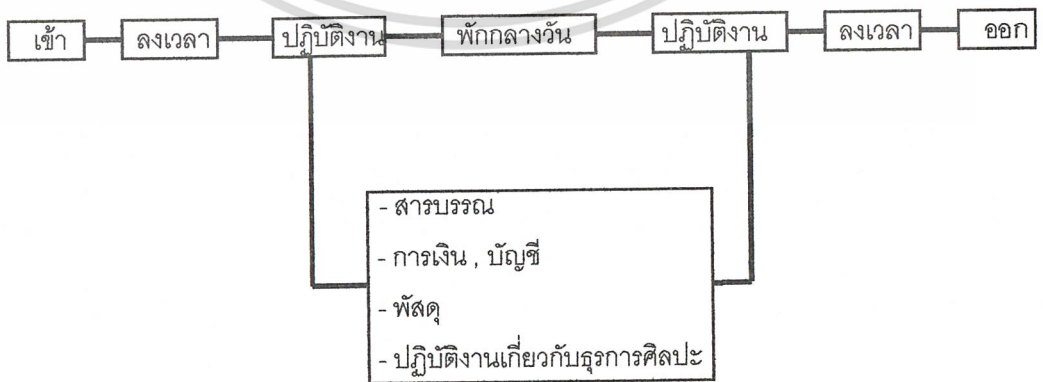 เข้า ลงเวลา ปฏิบัติงาน พักกลางวัน ปฏิบัติงาน ลงเวลา ออก
- สารบรรณ
- การเงิน , บัญชี
- พัสดุ
- ปฏิบัติงานเกี่ยวกับธุรการศิลปะ